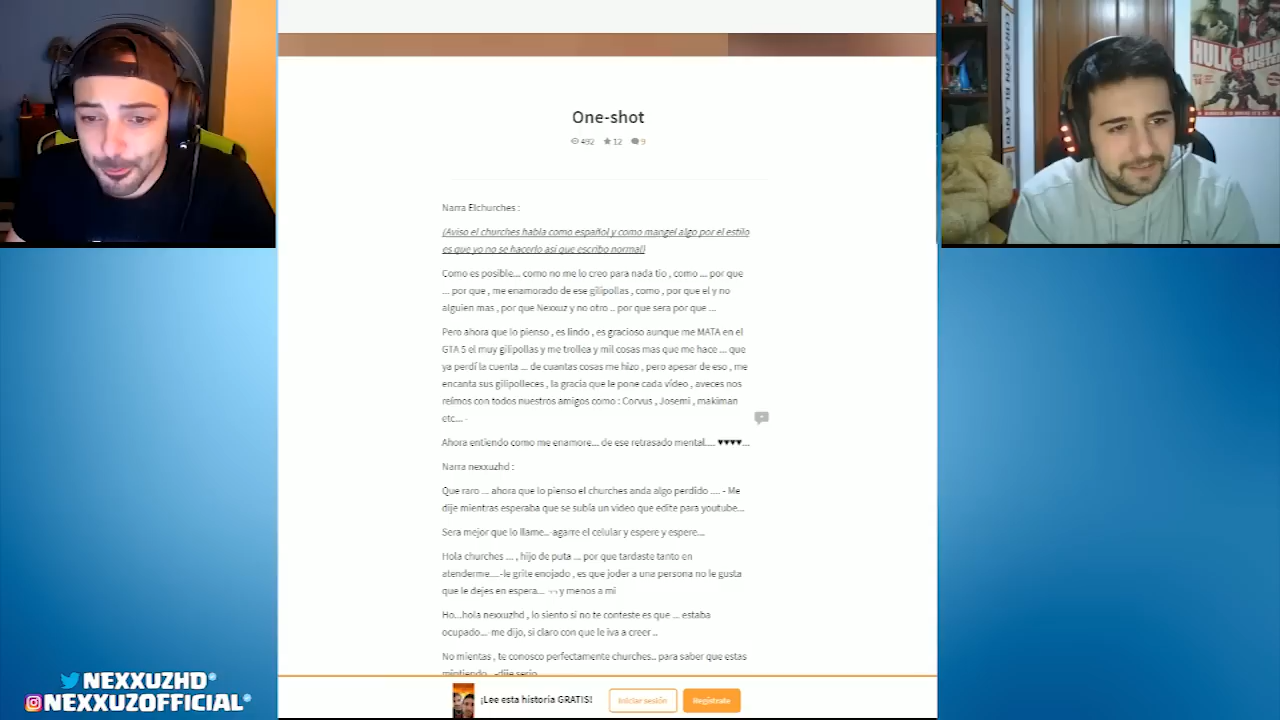 One-shot
492 12 9
Narra Elchurches :
(Aviso el churches habla como español y como mangel algo por el estilo
es que yo no se hacerlo asi que escribo normal)
Como es posible... como no me lo creo para nada tio , como ... por que
... por que , me enamorado de ese gilipollas , como , por que el y no
alguien mas , por que Nexxuz y no otro .. por que sera por que ...
Pero ahora que lo pienso , es lindo , es gracioso aunque me MATA en el
GTA 5 el muy gilipollas y me trollea y mil cosas mas que me hace ... que
ya perdí la cuenta ... de cuantas cosas me hizo , pero apesar de eso , me
encanta sus gilipolleces , la gracia que le pone cada vídeo , aveces nos
reímos con todos nuestros amigos como : Corvus , Josemi , makiman
etc... -
Ahora entiendo como me enamore... de ese retrasado mental.... ♥♥♥♥...
Narra nexxuzhd :
Que raro ... ahora que lo pienso el churches anda algo perdido .... - Me
dije mientras esperaba que se subía un video que edite para youtube...
Sera mejor que lo llame.. -agarre el celular y espere y espere...
Hola churches ... , hijo de puta ... por que tardaste tanto en
atenderme....-le grite enojado , es que joder a una persona no le gusta
que le dejes en espera... ¬¬ y menos a mi
Ho...hola nexxuzhd , lo siento si no te conteste es que ... estaba
ocupado... -me dijo, si claro con que le iva a creer ..
No mientas , te conosco perfectamente churches.. para saber que estas
mintiendo.. -dije serio
¡Lee esta historia GRATIS!
Iniciar sesión
Regístrate
CORAZON BLANCO
HULK VS HULK
NEXXUZHD
NEXXUZOFFICIAL